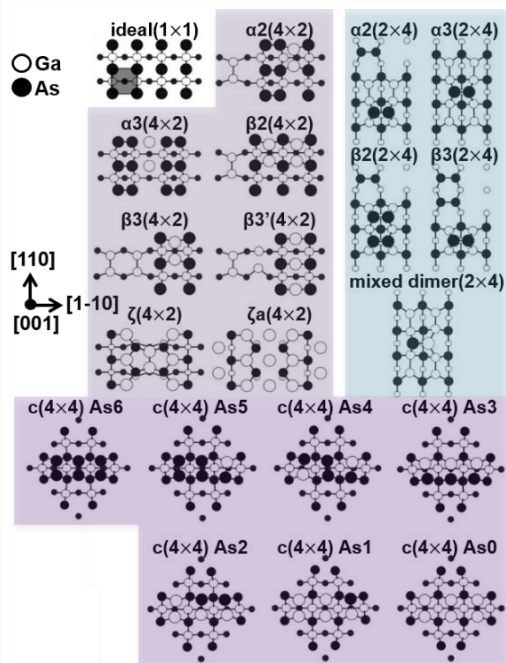 ideal(1×1)
α2(4×2)
α2(2×4)
α3(2×4)
Ga
As
α3(4×2)
β2(4×2)
β2(2×4)
β3(2×4)
β3(4×2)
β3'(4×2)
[110]
[1-10]
[001]
mixed dimer(2×4)
ζ(4×2)
ζa(4×2)
c(4×4) As6
c(4×4) As5
c(4×4) As4
c(4×4) As3
c(4×4) As2
c(4×4) As1
c(4×4) As0